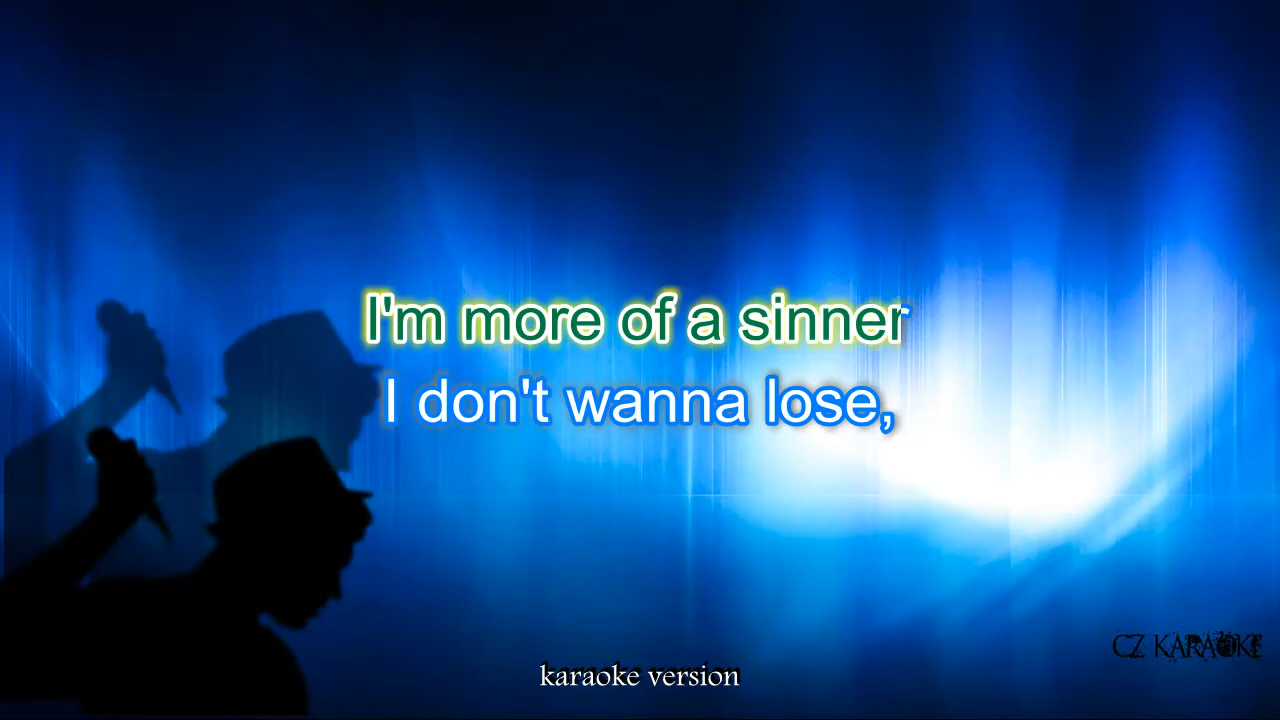 I'm more of a sinner
I don't wanna lose,
CZ KARAOKE
karaoke version